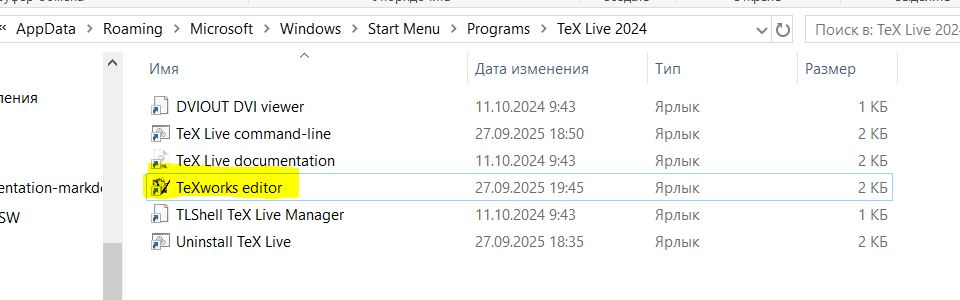 « AppData > Roaming > Microsoft > Windows > Start Menu > Programs > TeX Live 2024
Поиск в: TeX Live 202
Имя Дата изменения Тип Размер
DVIOUT DVI viewer 11.10.2024 9:43 Ярлык 1 КБ
TeX Live command-line 27.09.2025 18:50 Ярлык 2 КБ
TeX Live documentation 11.10.2024 9:43 Ярлык 2 КБ
TeXworks editor 27.09.2025 19:45 Ярлык 2 КБ
TLShell TeX Live Manager 11.10.2024 9:43 Ярлык 1 КБ
Uninstall TeX Live 27.09.2025 18:35 Ярлык 2 КБ
ления
entation-markdo
SW